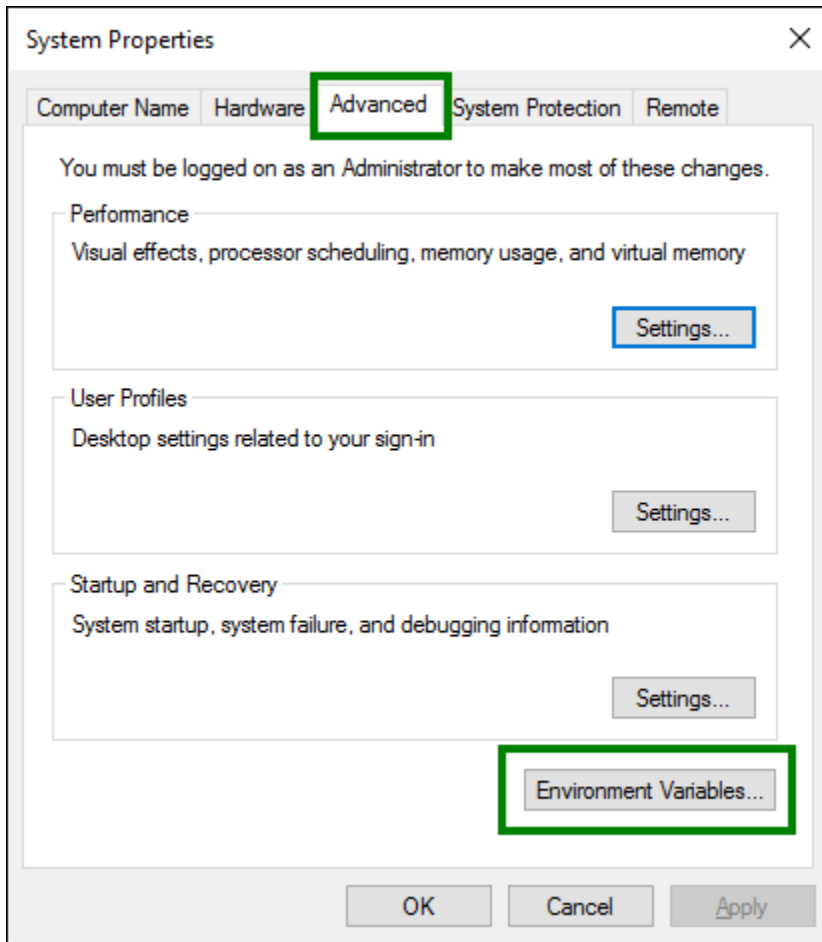 System Properties
Computer Name Hardware Advanced System Protection Remote
You must be logged on as an Administrator to make most of these changes.
Performance
Visual effects, processor scheduling, memory usage, and virtual memory
Settings...
User Profiles
Desktop settings related to your sign-in
Settings...
Startup and Recovery
System startup, system failure, and debugging information
Settings...
Environment Variables...
OK Cancel Apply